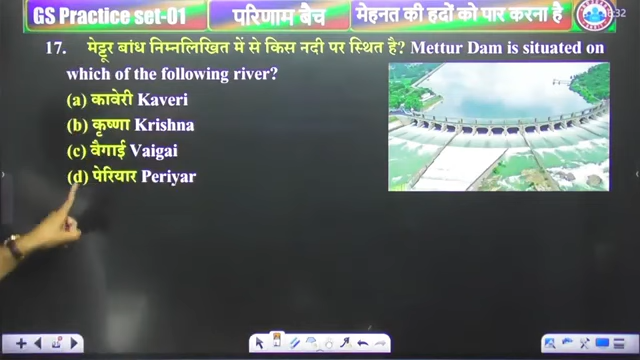 GS Practice set-01
परिणाम बैच
मेहनत की हदों को पार करना है
17. मेट्टूर बांध निम्नलिखित में से किस नदी पर स्थित है? Mettur Dam is situated on
which of the following river?
(a) कावेरी Kaveri
(b) कृष्णा Krishna
(c) वैगाई Vaigai
(d) पेरियार Periyar